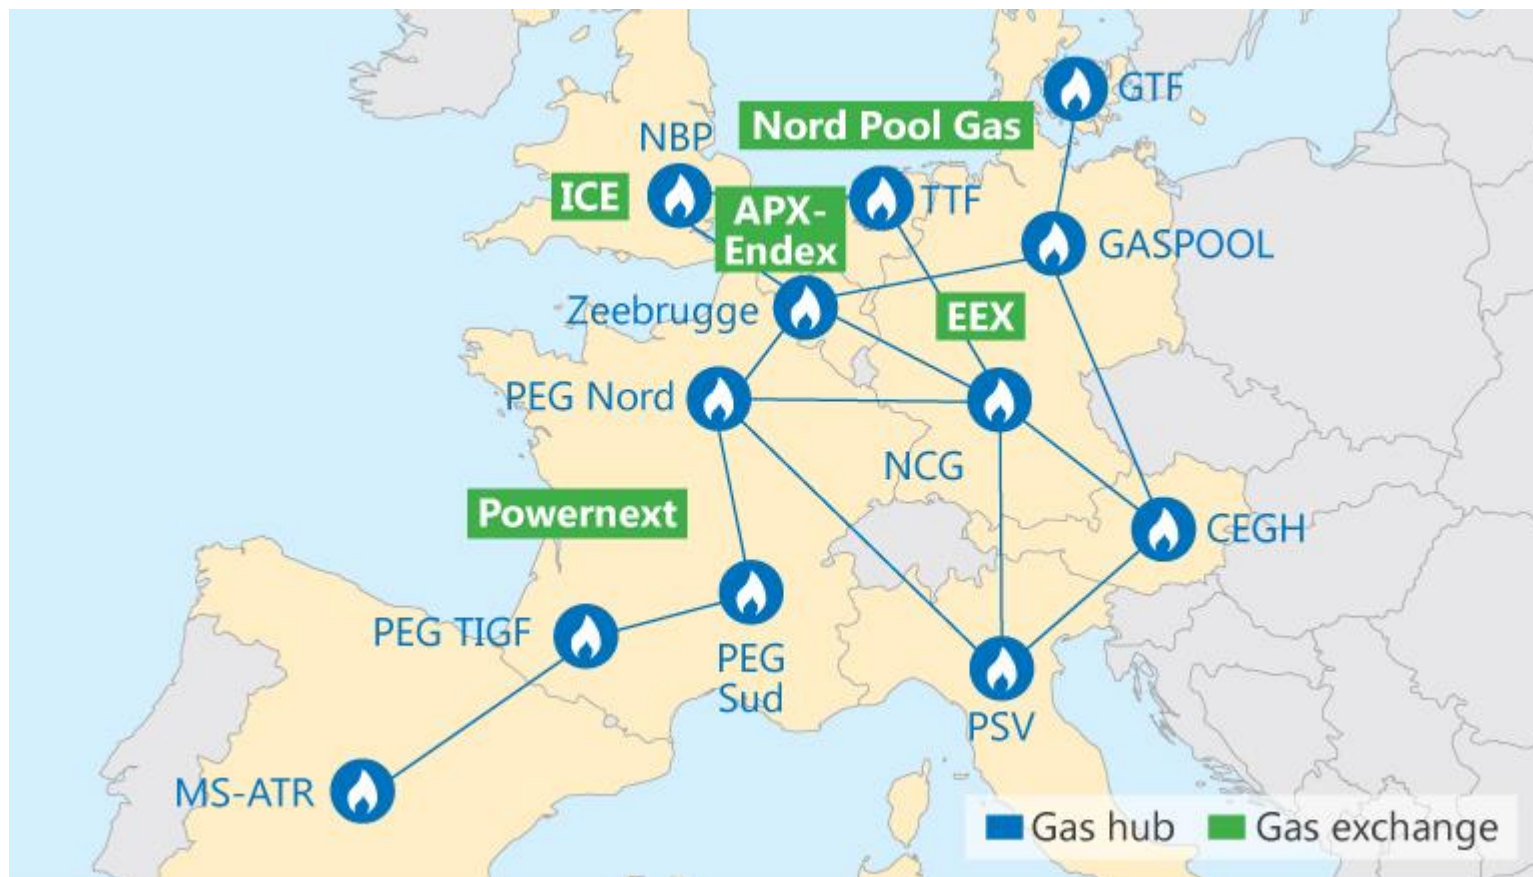 GTF
Nord Pool Gas
NBP
ICE
TTF
APX-
Endex
GASPOOL
Zeebrugge
EEX
PEG Nord
NCG
Powernext
CEGH
PEG TIGF
PEG
Sud
PSV
MS-ATR
Gas hub
Gas exchange